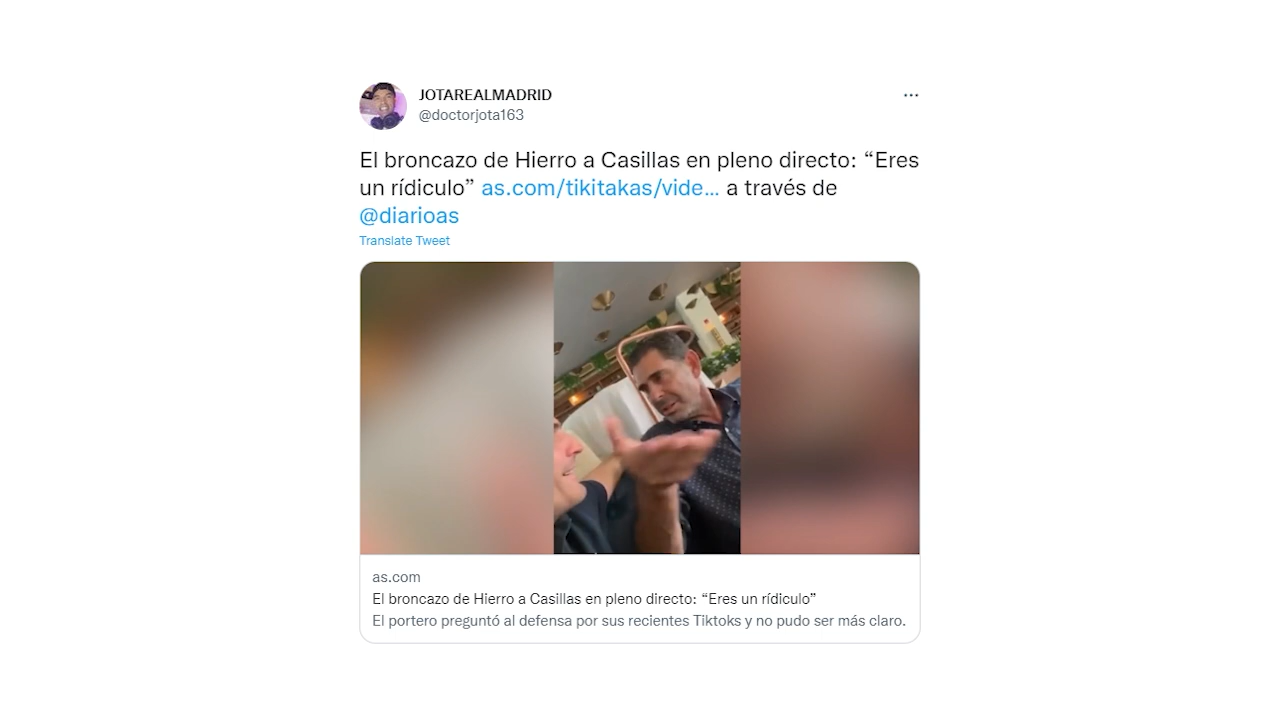 JOTAREALMADRID
@doctorjota163
El broncazo de Hierro a Casillas en pleno directo: “Eres
un rídiculo” as.com/tikitakas/vide... a través de
@diarioas
Translate Tweet
as.com
El broncazo de Hierro a Casillas en pleno directo: “Eres un rídiculo”
El portero preguntó al defensa por sus recientes Tiktoks y no pudo ser más claro.